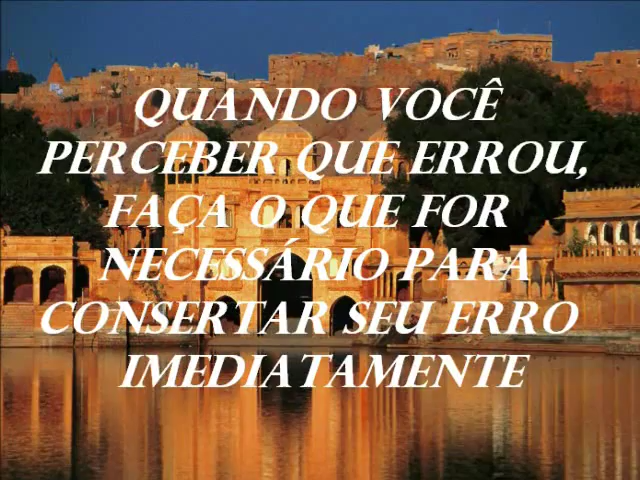 QUANDO VOCÊ
PERCEBER QUE ERROU,
FAÇA O QUE FOR
NECESSÁRIO PARA
CONSERTAR SEU ERRO
IMEDIATAMENTE